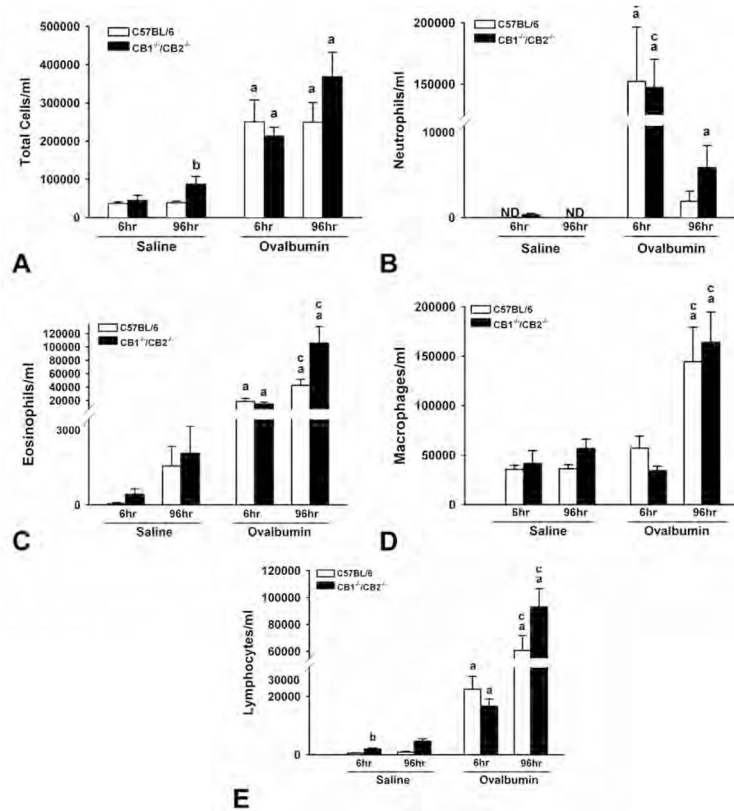 500000
400000
300000
200000
100000
0
Total Cells/ml
C57BL/6
CB1-/-/CB2-/-
b
a
a
a
a
6hr 96hr 6hr 96hr
Saline Ovalbumin
A
200000
150000
10000
0
Neutrophils/ml
C57BL/6
CB1-/-/CB2-/-
ND ND
a
c
a
a
6hr 96hr 6hr 96hr
Saline Ovalbumin
B
120000
100000
80000
60000
40000
20000
3000
0
Eosinophils/ml
C57BL/6
CB1-/-/CB2-/-
a a
c
a
c
a
6hr 96hr 6hr 96hr
Saline Ovalbumin
C
200000
150000
100000
50000
0
Macrophages/ml
C57BL/6
CB1-/-/CB2-/-
c
a
c
a
6hr 96hr 6hr 96hr
Saline Ovalbumin
D
120000
100000
80000
60000
30000
20000
0
Lymphocytes/ml
C57BL/6
CB1-/-/CB2-/-
b
a
a
c
a
c
a
6hr 96hr 6hr 96hr
Saline Ovalbumin
E